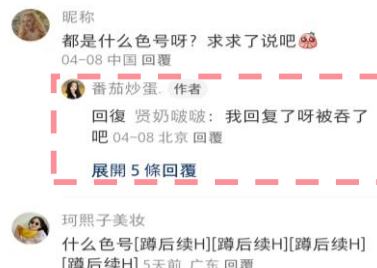 昵称
都是什么色号呀？求求了说吧
04-08 中国 回覆
番茄炒蛋. 作者
回復 贤奶啵啵：我回复了呀被吞了
吧 04-08 北京 回覆
展開 5 條回覆
珂熙子美妆
什么色号[蹲后续H][蹲后续H][蹲后续H]
[蹲后续H] 5天前 广东 回覆